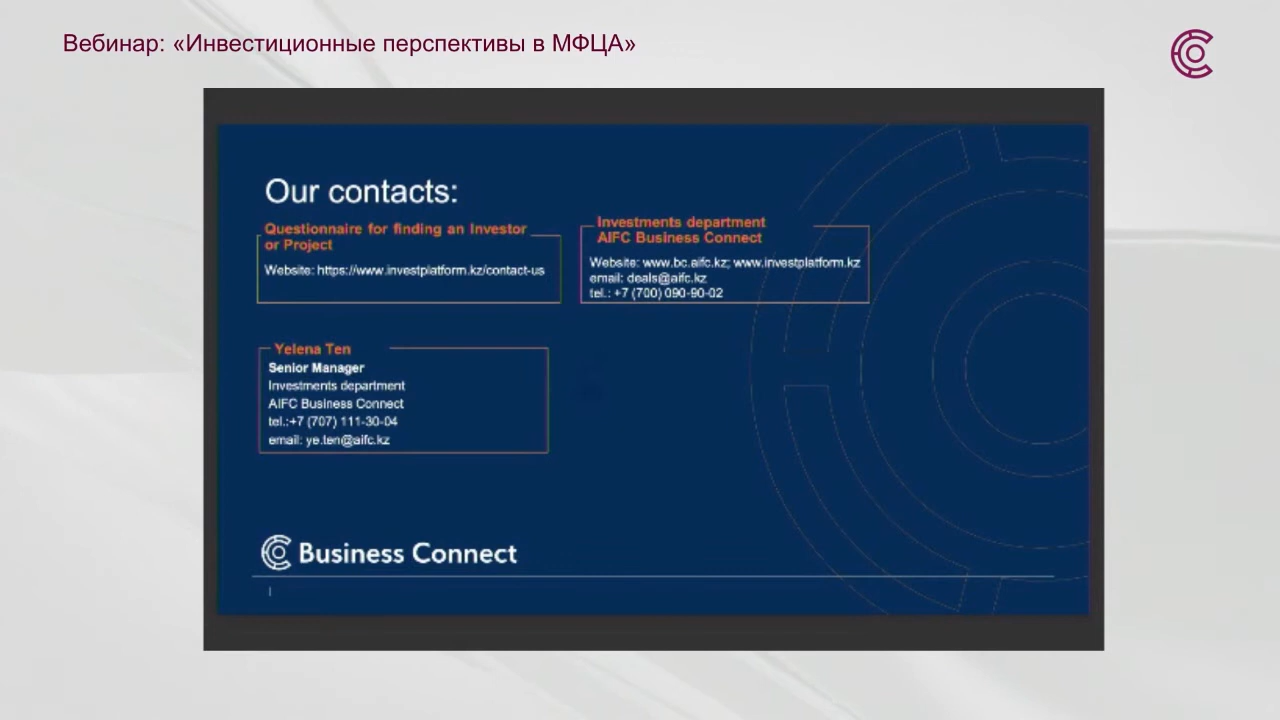 Вебинар: «Инвестиционные перспективы в МФЦА»
Our contacts:
Questionnaire for finding an Investor
or Project
Website: https://www.investplatform.kz/contact-us
Investments department
AIFC Business Connect
Website: www.bc.aifc.kz; www.investplatform.kz
email: deals@aifc.kz
tel.: +7 (700) 090-90-02
Yelena Ten
Senior Manager
Investments department
AIFC Business Connect
tel.:+7 (707) 111-30-04
email: ye.ten@aifc.kz
Business Connect